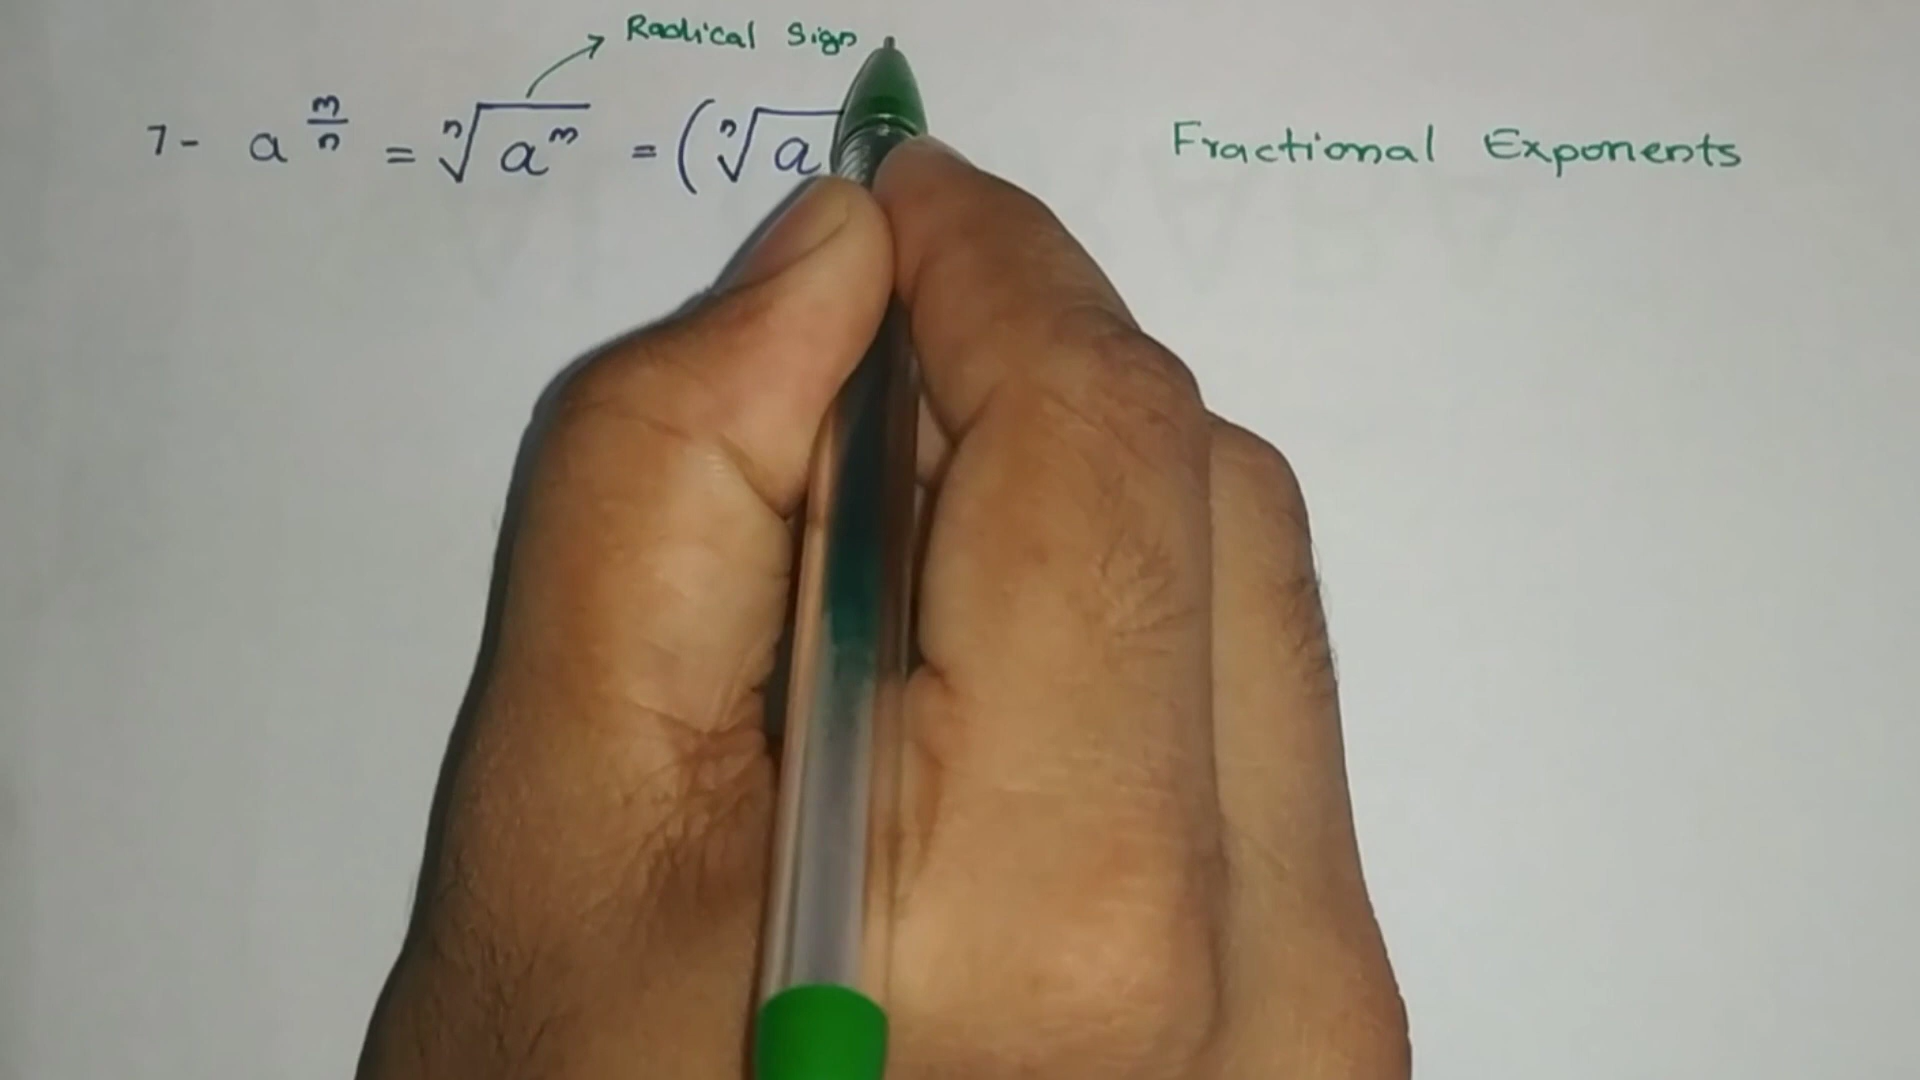 Radical Sign
7- a^(m/n) = ⁿ√a^m = (ⁿ√a
Fractional Exponents